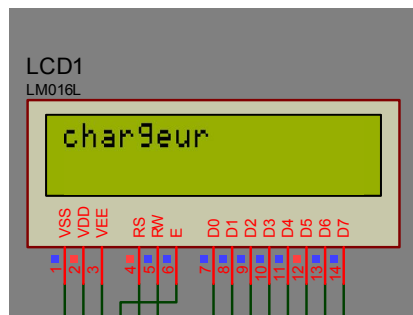 LCD1
LM016L
chargeur
VSS VDD VEE RS RW E D0 D1 D2 D3 D4 D5 D6 D7
1 2 3 4 5 6 7 8 9 10 11 12 13 14